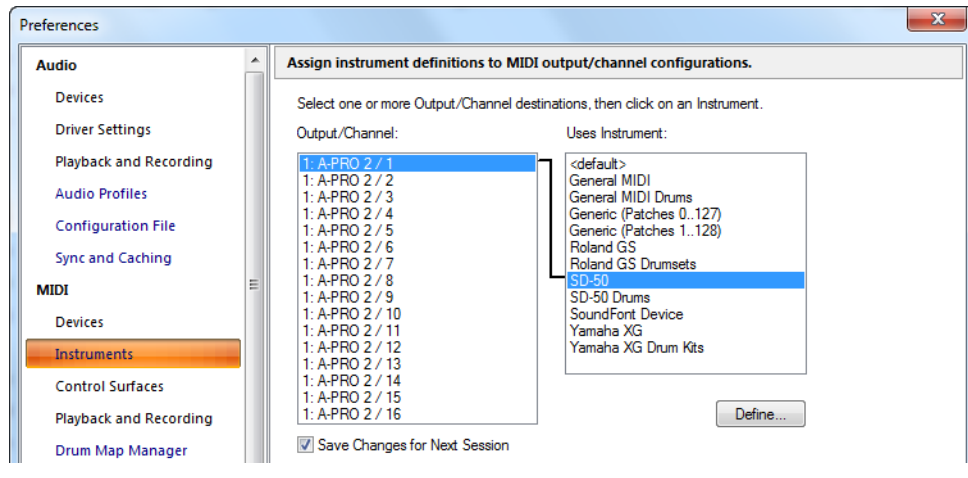 Preferences
Audio
Devices
Driver Settings
Playback and Recording
Audio Profiles
Configuration File
Sync and Caching
MIDI
Devices
Instruments
Control Surfaces
Playback and Recording
Drum Map Manager
Assign instrument definitions to MIDI output/channel configurations.
Select one or more Output/Channel destinations, then click on an Instrument.
Output/Channel:
1: A-PRO 2 / 1
1: A-PRO 2 / 2
1: A-PRO 2 / 3
1: A-PRO 2 / 4
1: A-PRO 2 / 5
1: A-PRO 2 / 6
1: A-PRO 2 / 7
1: A-PRO 2 / 8
1: A-PRO 2 / 9
1: A-PRO 2 / 10
1: A-PRO 2 / 11
1: A-PRO 2 / 12
1: A-PRO 2 / 13
1: A-PRO 2 / 14
1: A-PRO 2 / 15
1: A-PRO 2 / 16
Uses Instrument:
<default>
General MIDI
General MIDI Drums
Generic (Patches 0..127)
Generic (Patches 1..128)
Roland GS
Roland GS Drumsets
SD-50
SD-50 Drums
SoundFont Device
Yamaha XG
Yamaha XG Drum Kits
Define...
Save Changes for Next Session